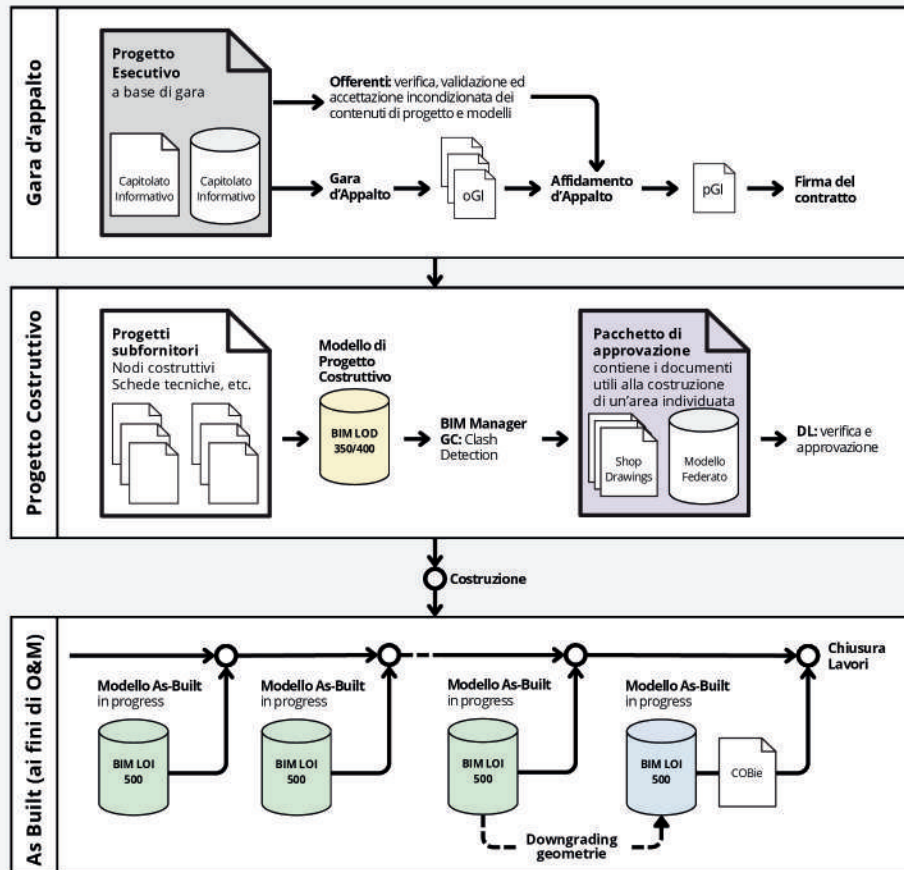 Gara d'appalto
Progetto
Esecutivo
a base di gara
Capitolato
Informativo
Capitolato
Informativo
Offerenti: verifica, validazione ed
accettazione incondizionata dei
contenuti di progetto e modelli
Gara
d'Appalto
oGI
Affidamento
d'Appalto
pGI
Firma del
contratto
Progetto Costruttivo
Progetti
subfornitori
Nodi costruttivi
Schede tecniche, etc.
Modello di
Progetto
Costruttivo
BIM LOD
350/400
BIM Manager
GC: Clash
Detection
Pacchetto di
approvazione
contiene i documenti
utili alla costruzione
di un'area individuata
Shop
Drawings
Modello
Federato
DL: verifica e
approvazione
Costruzione
As Built (ai fini di O&M)
Modello As-Built
in progress
BIM LOI
500
Modello As-Built
in progress
BIM LOI
500
Modello As-Built
in progress
BIM LOI
500
Modello As-Built
in progress
BIM LOI
500
COBie
Chiusura
Lavori
Downgrading
geometrie